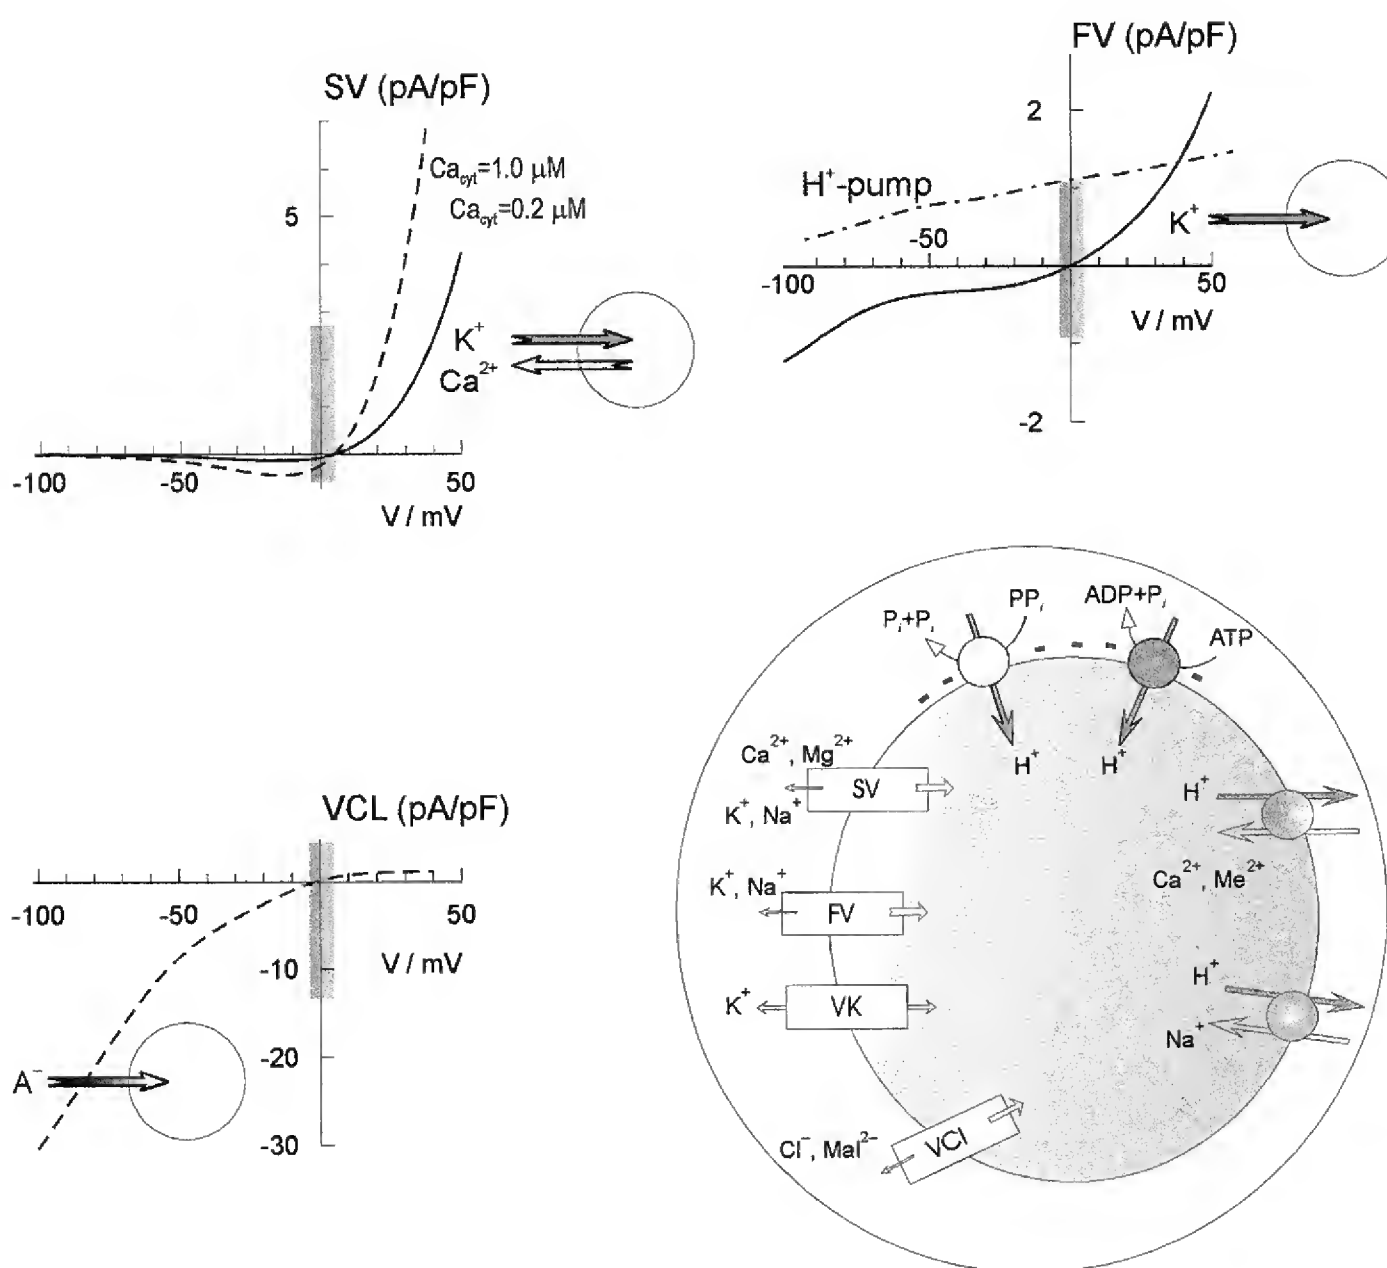 SV (pA/pF)
Ca_cyt=1.0 µM
Ca_cyt=0.2 µM
5
K⁺
Ca²⁺
-100
-50
50
V / mV
FV (pA/pF)
2
H⁺-pump
K⁺
-50
-100
50
V / mV
-2
VCL (pA/pF)
-100
-50
50
-10
V / mV
-20
A⁻
-30
PPᵢ
ADP+Pᵢ
Pᵢ+Pᵢ
ATP
H⁺
H⁺
Ca²⁺, Mg²⁺
SV
K⁺, Na⁺
H⁺
K⁺, Na⁺
FV
Ca²⁺, Me²⁺
K⁺
VK
H⁺
Na⁺
Cl⁻, Mal²⁻
VCl